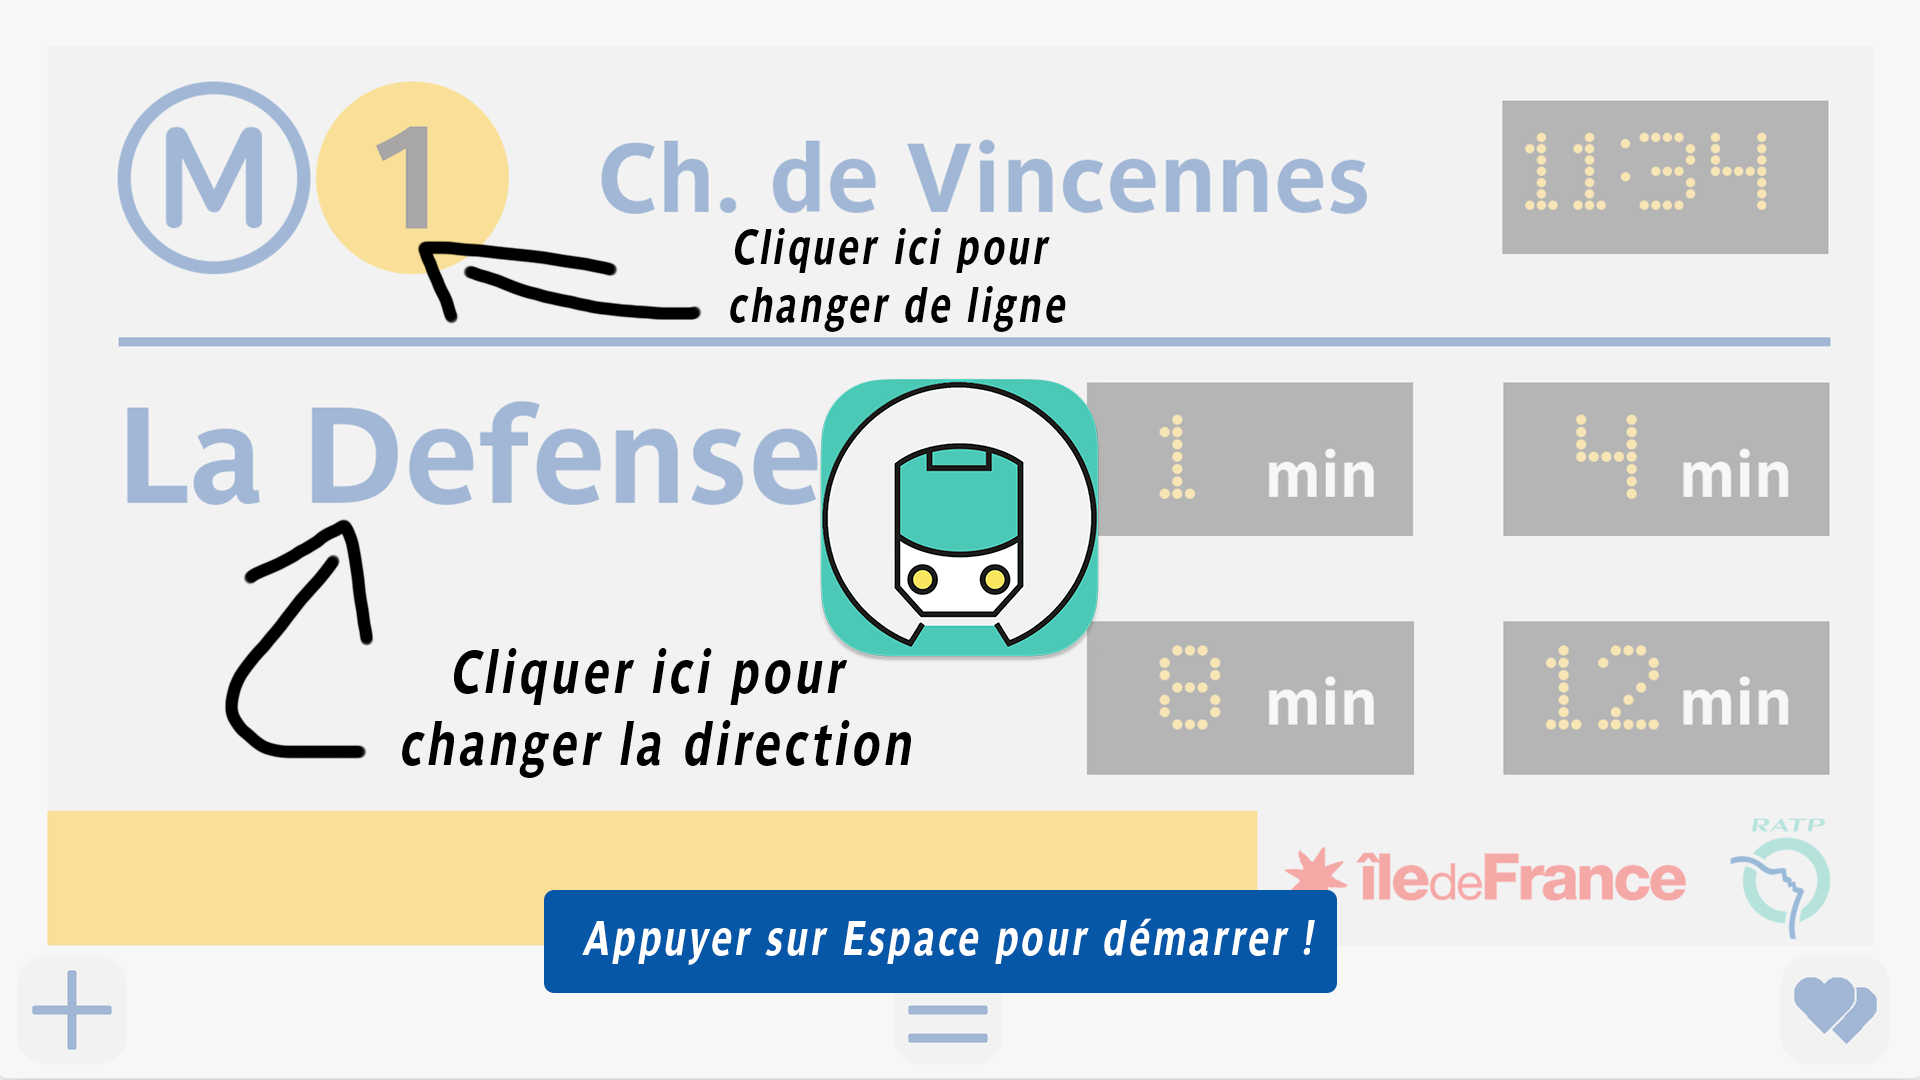 M 1 Ch. de Vincennes 11:34
Cliquer ici pour
changer de ligne
La Defense 1 min 4 min
Cliquer ici pour
changer la direction
8 min 12 min
RATP
îledeFrance
Appuyer sur Espace pour démarrer !